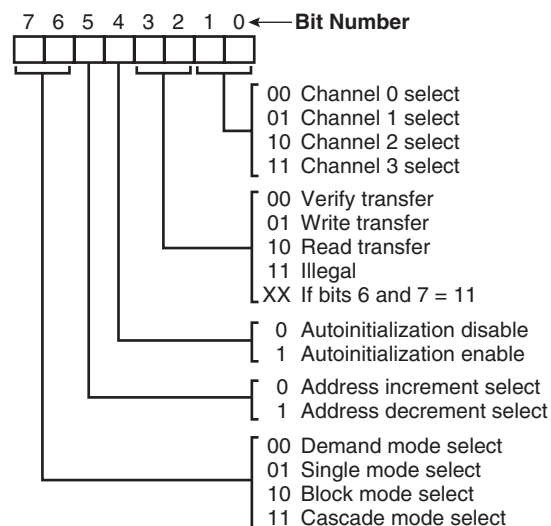 7 6 5 4 3 2 1 0 Bit Number
00 Channel 0 select
01 Channel 1 select
10 Channel 2 select
11 Channel 3 select
00 Verify transfer
01 Write transfer
10 Read transfer
11 Illegal
XX If bits 6 and 7 = 11
0 Autoinitialization disable
1 Autoinitialization enable
0 Address increment select
1 Address decrement select
00 Demand mode select
01 Single mode select
10 Block mode select
11 Cascade mode select